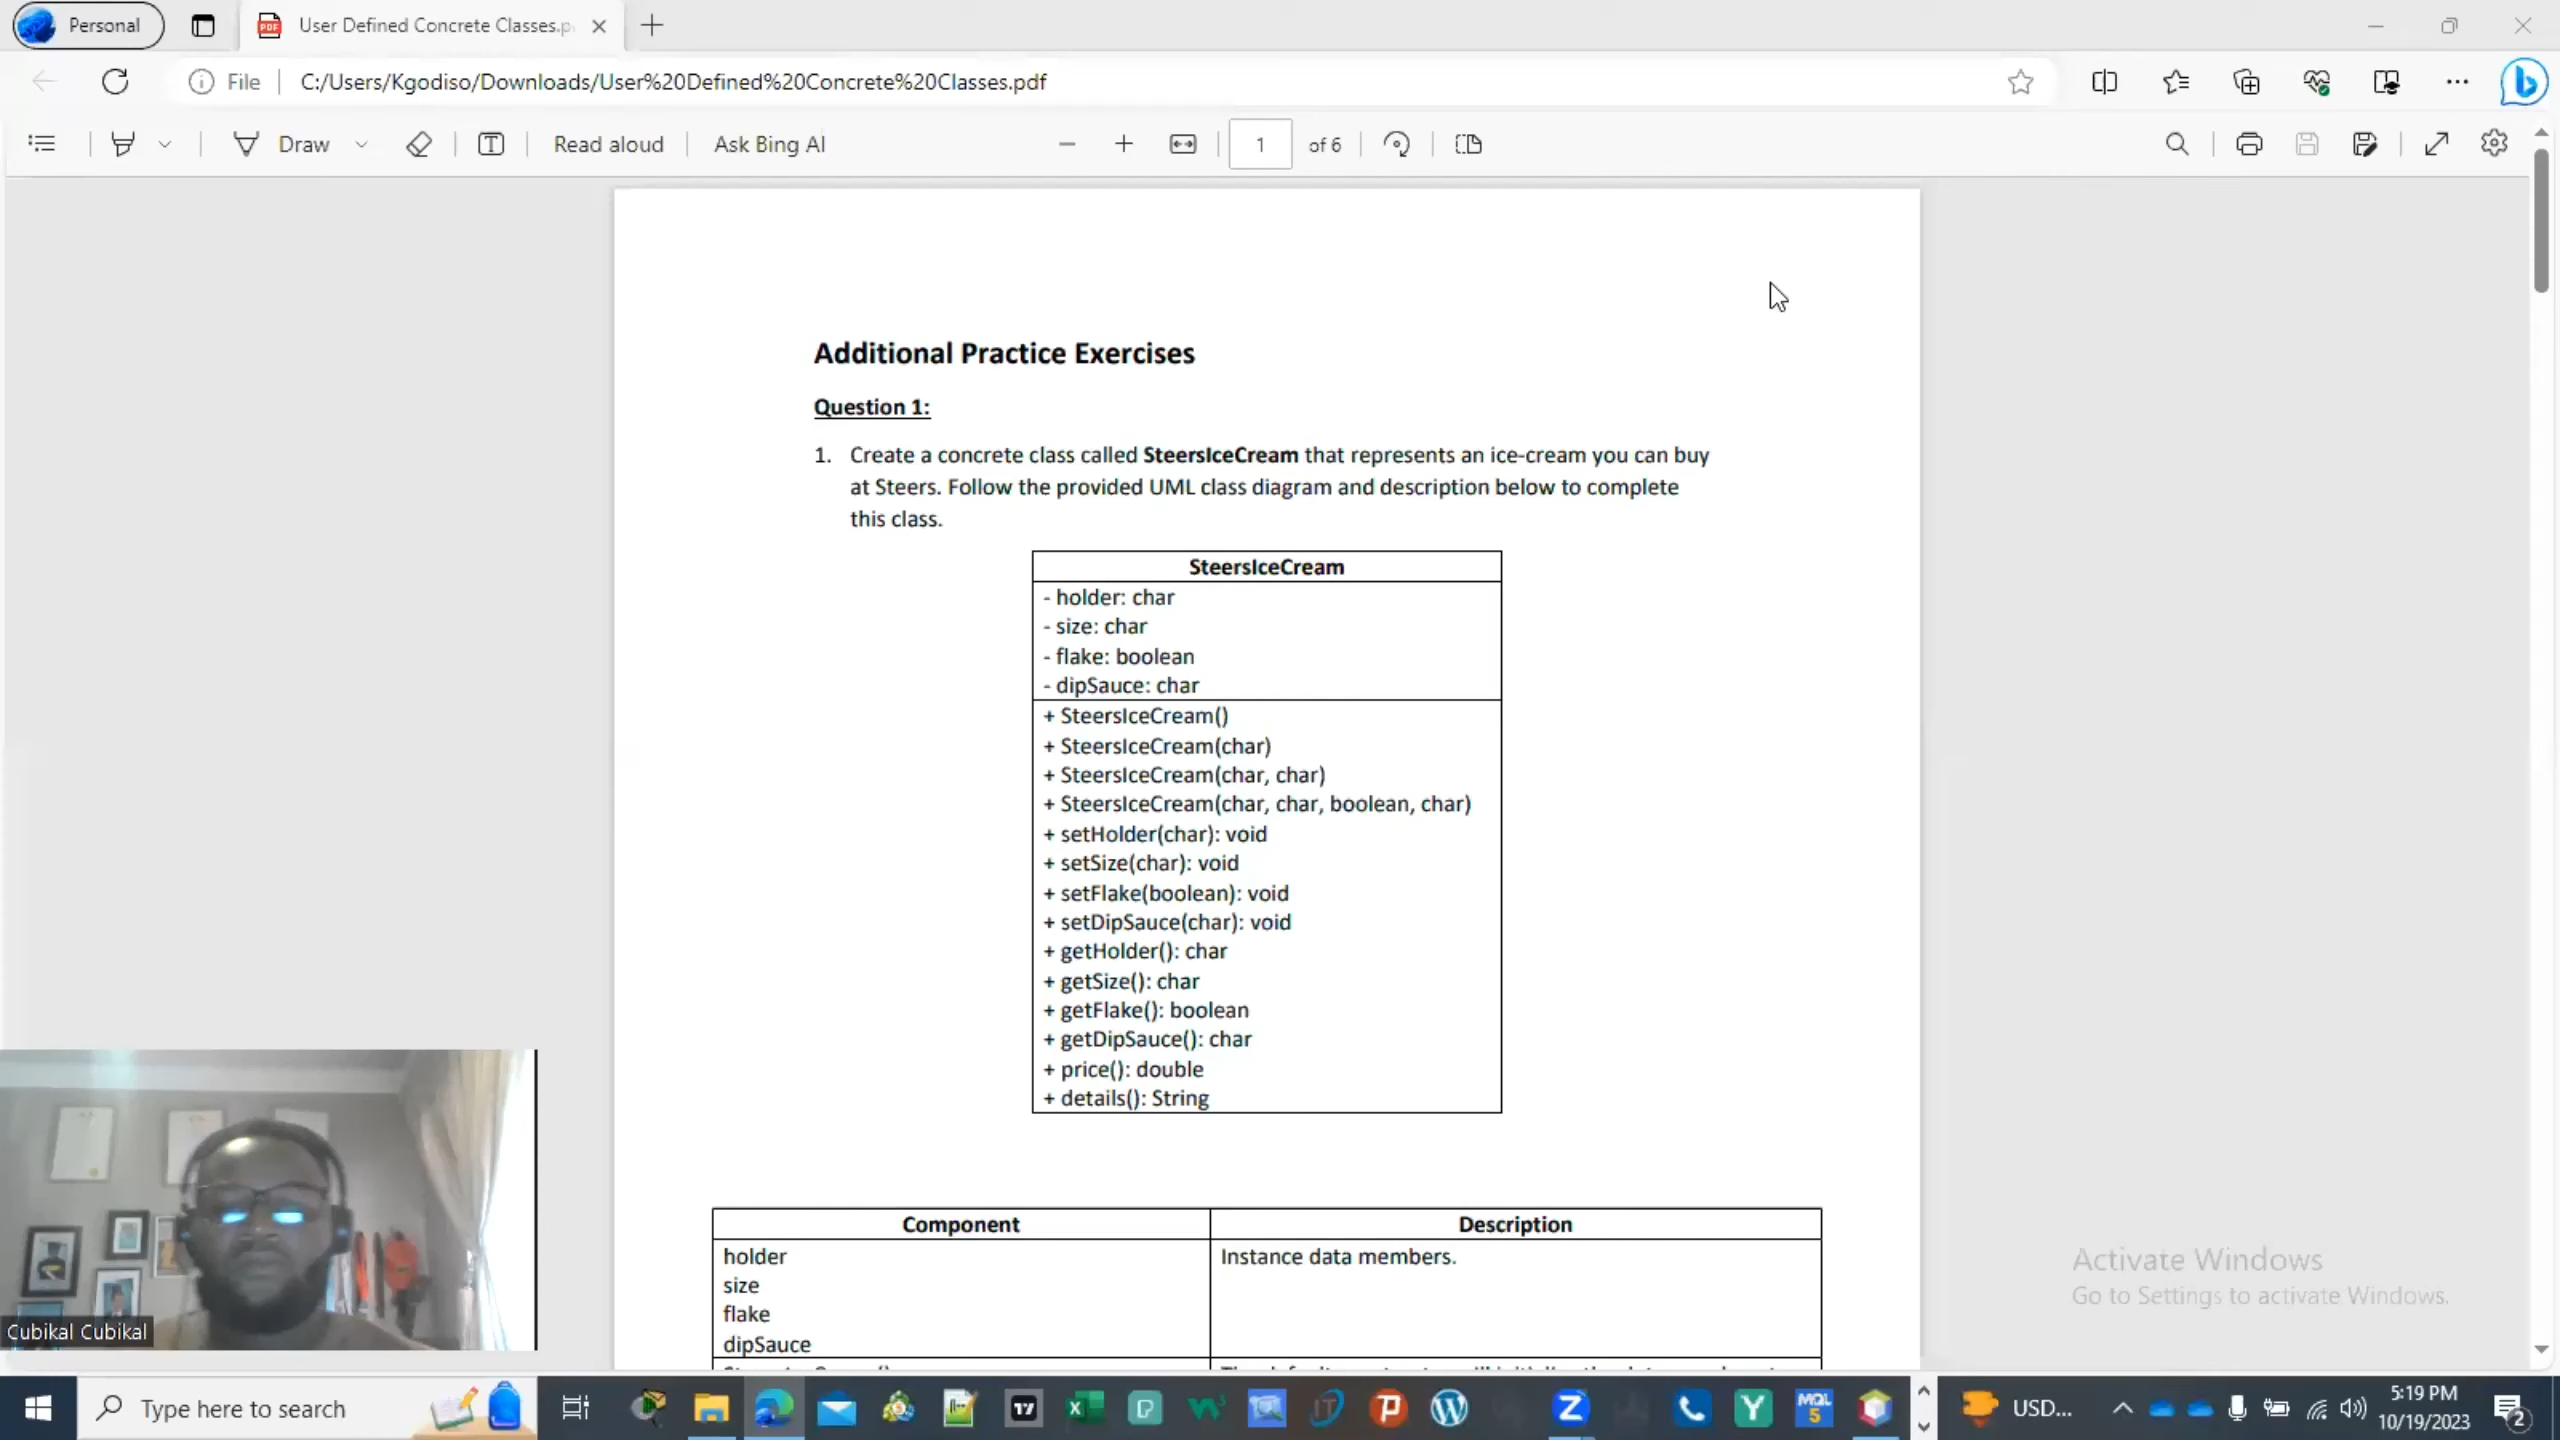 Personal
User Defined Concrete Classes.p
File
C:/Users/Kgodiso/Downloads/User%20Defined%20Concrete%20Classes.pdf
Draw
Read aloud
Ask Bing AI
1
of 6
Additional Practice Exercises
Question 1:
1. Create a concrete class called SteersIceCream that represents an ice-cream you can buy
at Steers. Follow the provided UML class diagram and description below to complete
this class.
SteersIceCream
- holder: char
- size: char
- flake: boolean
- dipSauce: char
+ SteersIceCream()
+ SteersIceCream(char)
+ SteersIceCream(char, char)
+ SteersIceCream(char, char, boolean, char)
+ setHolder(char): void
+ setSize(char): void
+ setFlake(boolean): void
+ setDipSauce(char): void
+ getHolder(): char
+ getSize(): char
+ getFlake(): boolean
+ getDipSauce(): char
+ price(): double
+ details(): String
Component
Description
holder
Instance data members.
size
flake
dipSauce
Activate Windows
Go to Settings to activate Windows.
Cubikal Cubikal
Type here to search
USD...
5:19 PM
10/19/2023
2